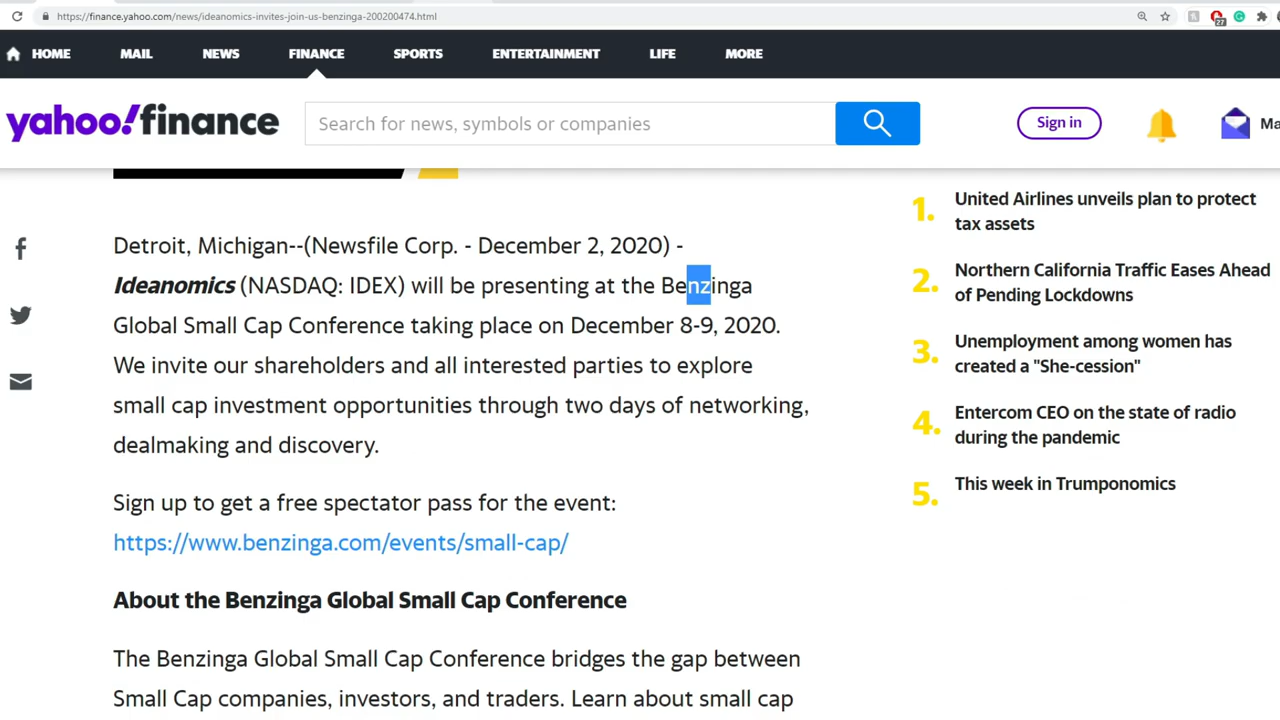 https://finance.yahoo.com/news/ideanomics-invites-join-us-benzinga-200200474.html
27
HOME MAIL NEWS FINANCE SPORTS ENTERTAINMENT LIFE MORE
yahoo!finance
Search for news, symbols or companies
Sign in
Ma
Detroit, Michigan--(Newsfile Corp. - December 2, 2020) -
Ideanomics (NASDAQ: IDEX) will be presenting at the Benzinga
Global Small Cap Conference taking place on December 8-9, 2020.
We invite our shareholders and all interested parties to explore
small cap investment opportunities through two days of networking,
dealmaking and discovery.
Sign up to get a free spectator pass for the event:
https://www.benzinga.com/events/small-cap/
About the Benzinga Global Small Cap Conference
The Benzinga Global Small Cap Conference bridges the gap between
Small Cap companies, investors, and traders. Learn about small cap
1. United Airlines unveils plan to protect
tax assets
2. Northern California Traffic Eases Ahead
of Pending Lockdowns
3. Unemployment among women has
created a "She-cession"
4. Entercom CEO on the state of radio
during the pandemic
5. This week in Trumponomics